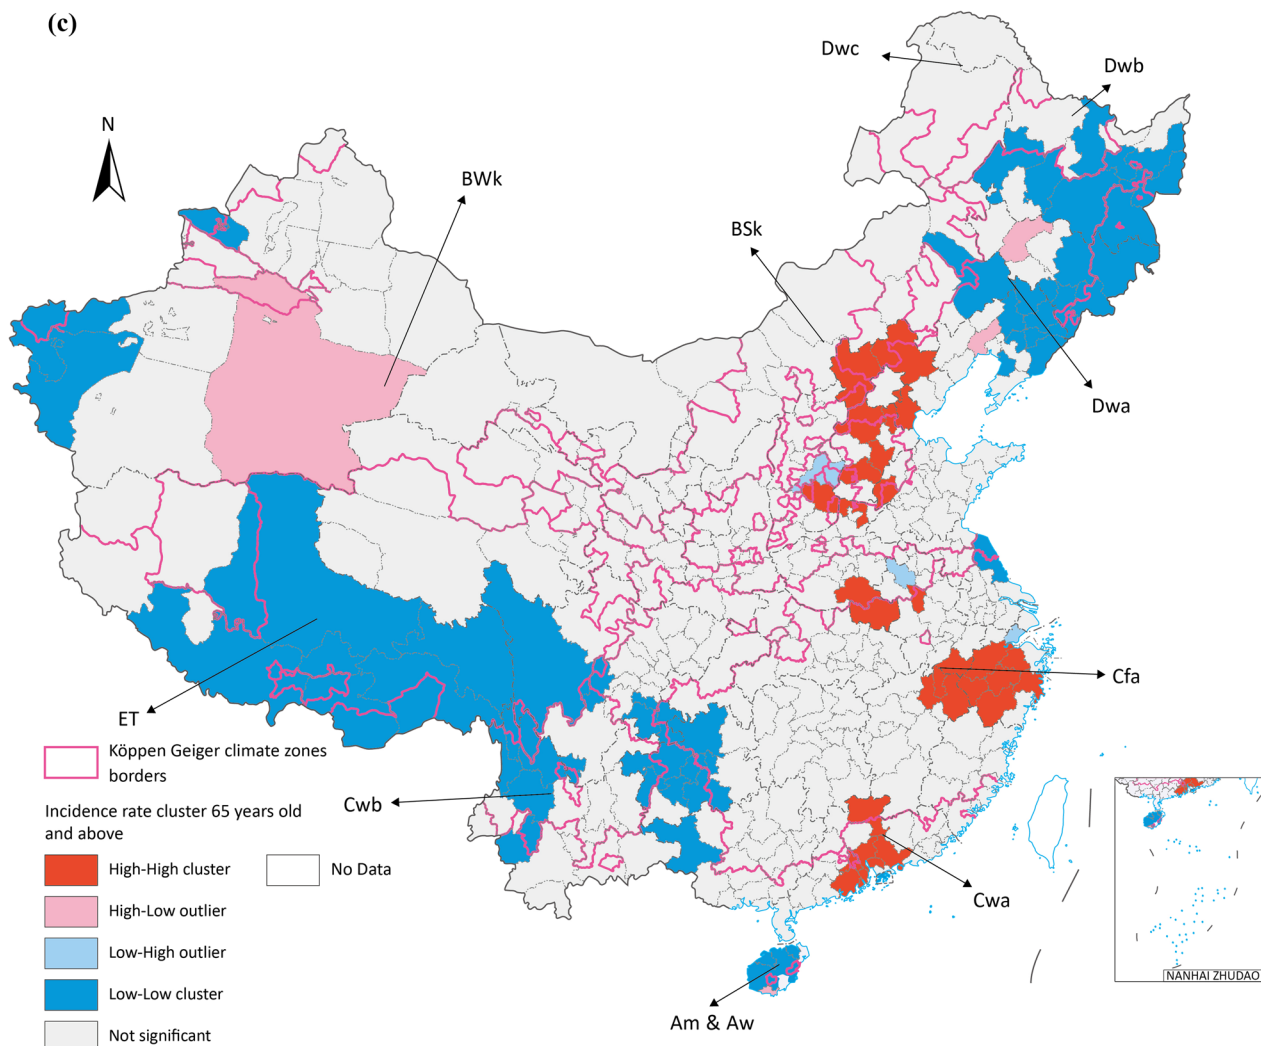 (c)
Dwc
Dwb
N
BWk
BSk
Dwa
Cfa
ET
Köppen Geiger climate zones
borders
Cwb
Incidence rate cluster 65 years old
and above
High-High cluster
No Data
High-Low outlier
Cwa
Low-High outlier
NANHAI ZHUDAO
Low-Low cluster
Am & Aw
Not significant